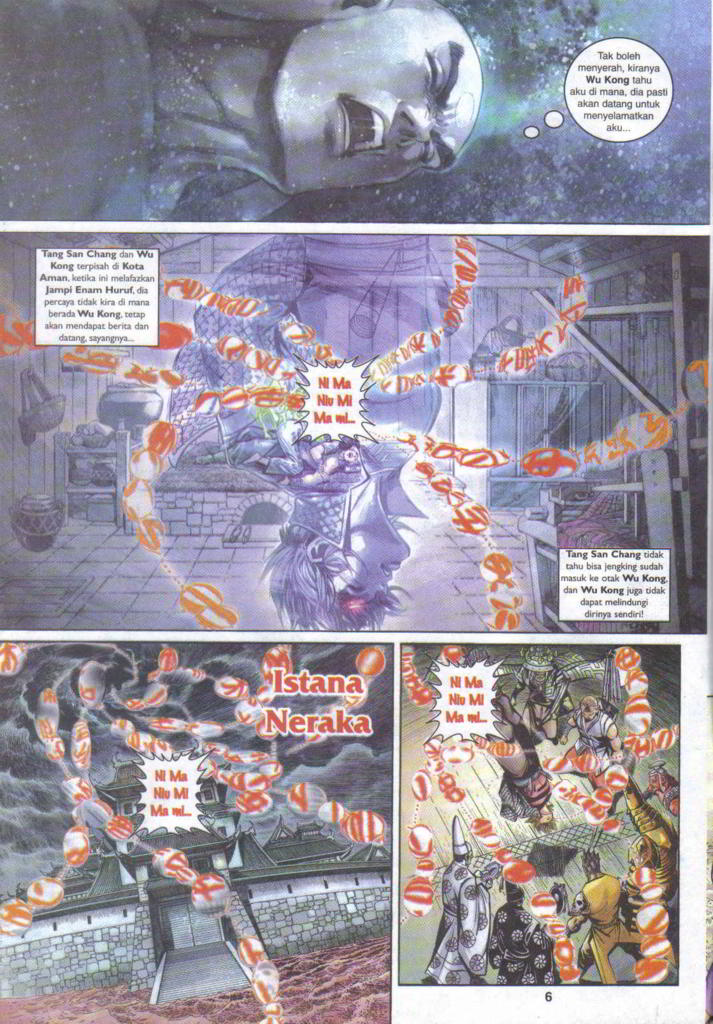 Tak boleh
menyerah, kiranya
Wu Kong tahu
aku di mana, dia pasti
akan datang untuk
menyelamatkan
aku...
Tang San Chang dan Wu
Kong terpisah di Kota
Aman, ketika ini melafazkan
Jampi Enam Huruf, dia
percaya tidak kira di mana
berada Wu Kong, tetap
akan mendapat berita dan
datang, sayangnya...
Ni Ma
Niu Mi
Ma mi...
Tang San Chang tidak
tahu bisa jengking sudah
masuk ke otak Wu Kong,
dan Wu Kong juga tidak
dapat melindungi
dirinya sendiri!
Istana
Neraka
Ni Ma
Niu Mi
Ma mi...
Ni Ma
Niu Mi
Ma mi...
6